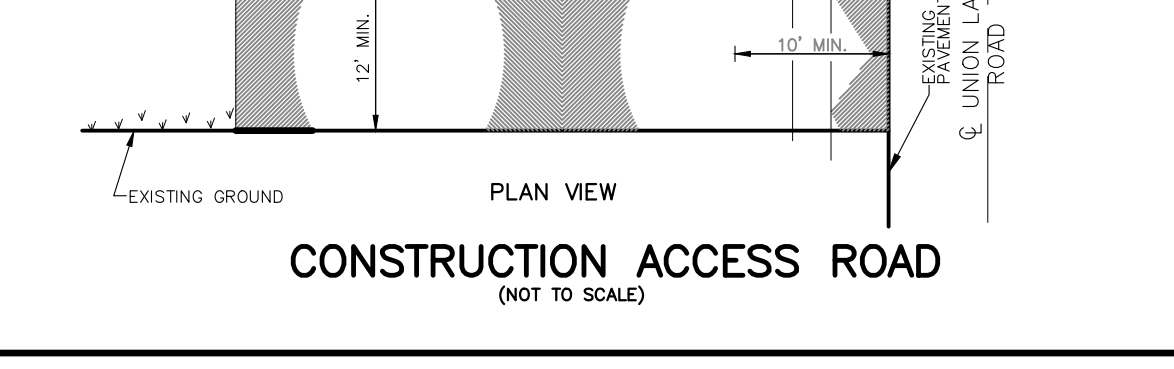 12' MIN.
10' MIN.
EXISTING
PAVEMENT
℄ UNION LA
ROAD
EXISTING GROUND
PLAN VIEW
CONSTRUCTION ACCESS ROAD
(NOT TO SCALE)